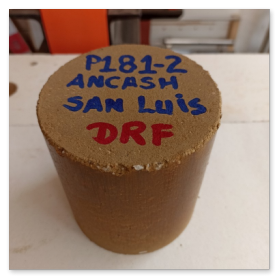 P181-2
ANCASH
SAN LuiS
DRF